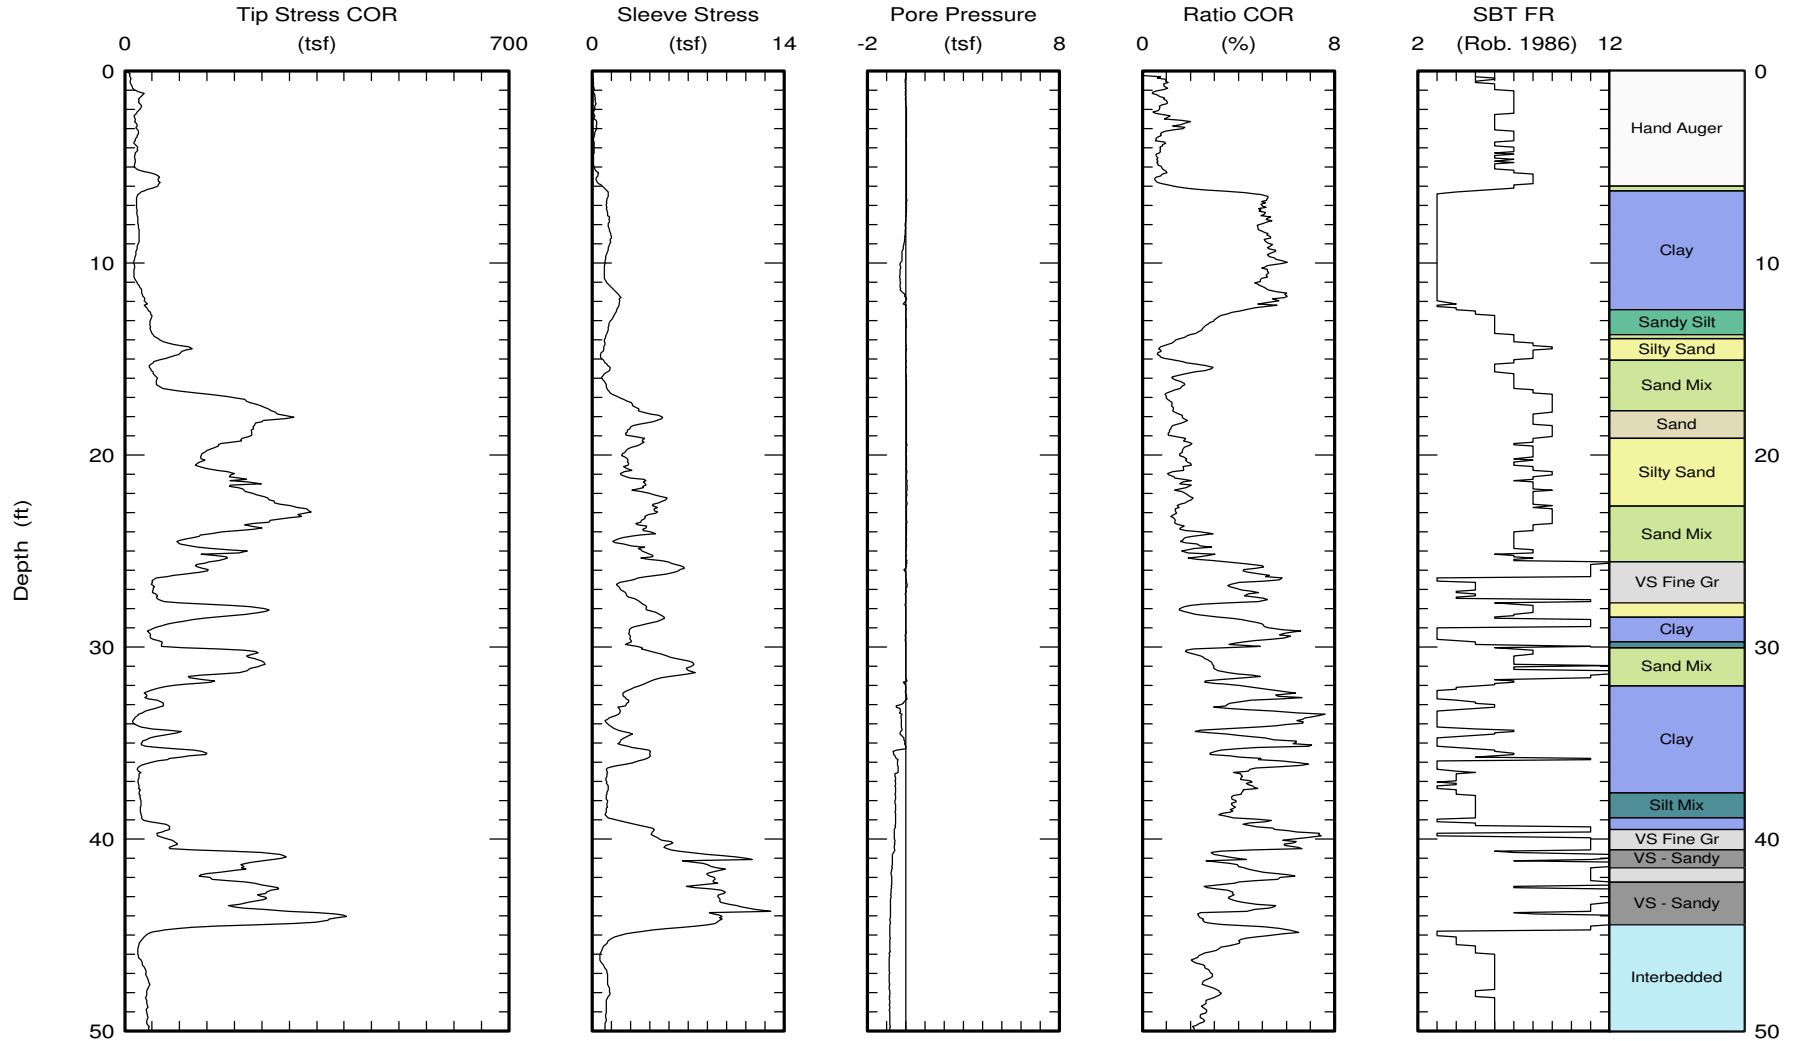 Tip Stress COR Sleeve Stress Pore Pressure Ratio COR SBT FR
0 (tsf) 700 0 (tsf) 14 -2 (tsf) 8 0 (%) 8 2 (Rob. 1986) 12
0 0
Hand Auger
Clay
10 10
Sandy Silt
Silty Sand
Sand Mix
Sand
20 20
Silty Sand
Sand Mix
Depth (ft)
VS Fine Gr
Clay
30 30
Sand Mix
Clay
Silt Mix
40 VS Fine Gr 40
VS - Sandy
VS - Sandy
Interbedded
50 50